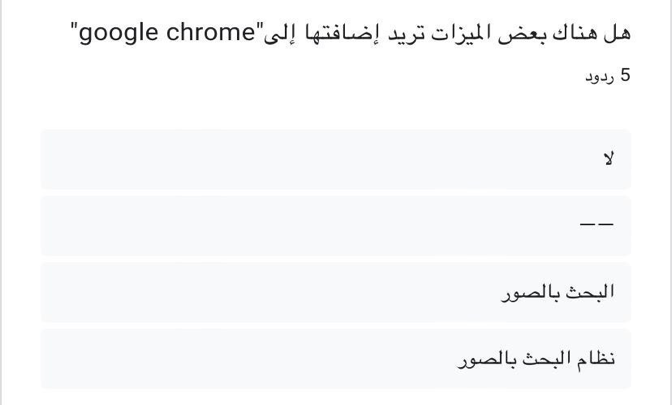 هل هناك بعض الميزات تريد إضافتها إلى"google chrome"
5 ردود
لا
——
البحث بالصور
نظام البحث بالصور